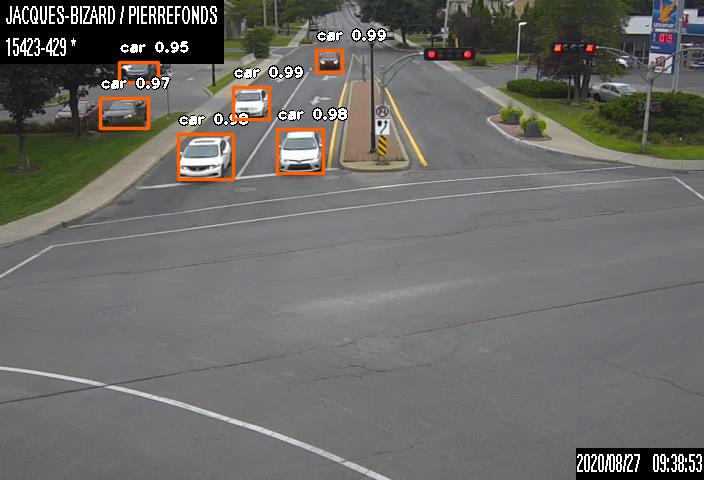 JACQUES-BIZARD / PIERREFONDS
15423-429 *
car 0.95
car 0.99
car 0.97
car 0.99
car 0.98
2020/08/27 09:38:53